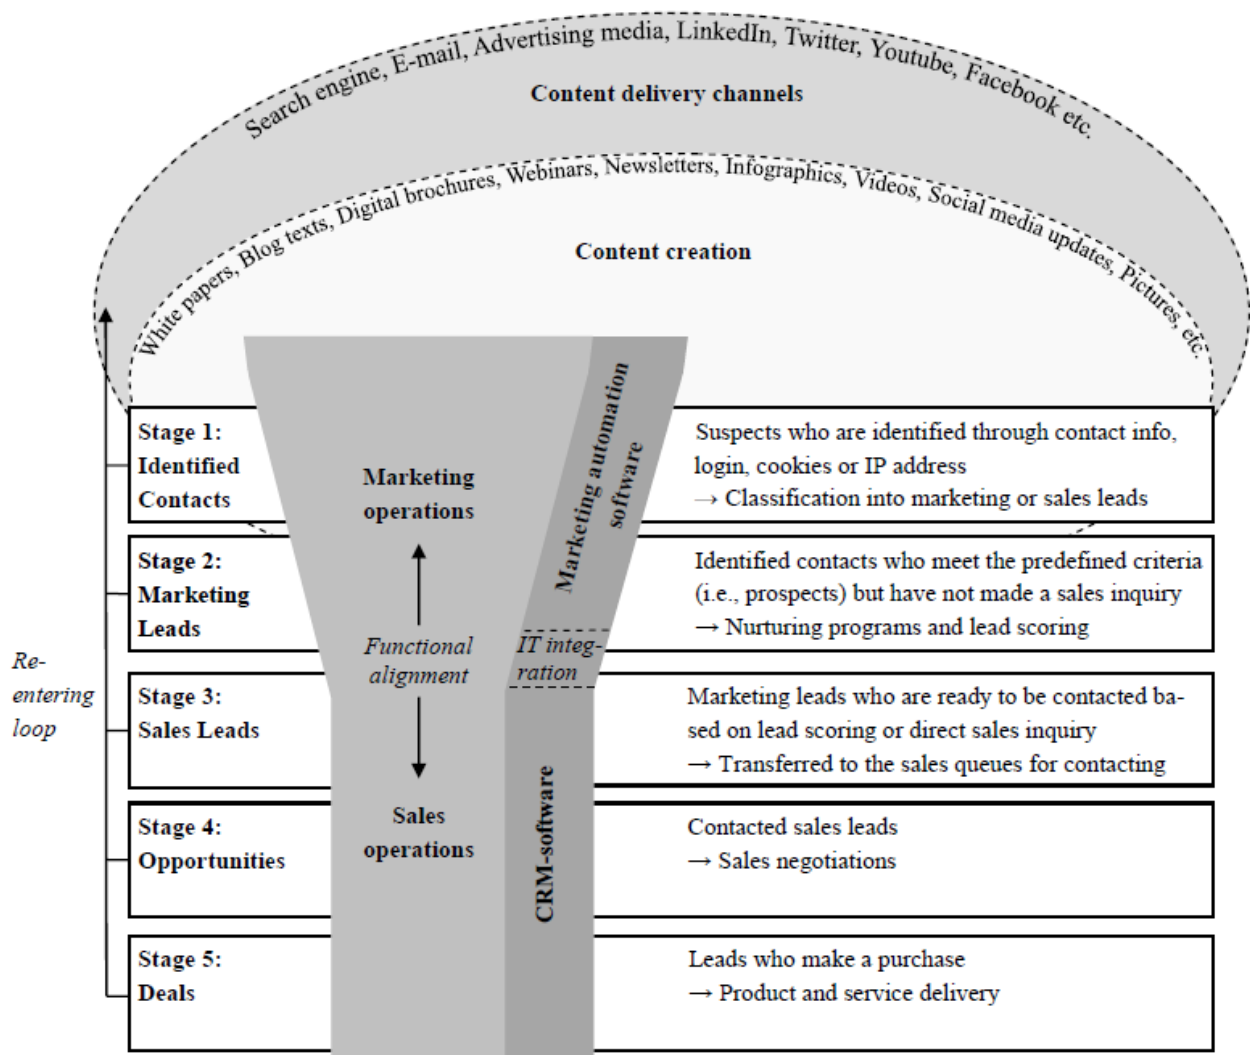 Search engine, E-mail, Advertising media, LinkedIn, Twitter, Youtube, Facebook etc.
Content delivery channels
White papers, Blog texts, Digital brochures, Webinars, Newsletters, Infographics, Videos, Social media updates, Pictures, etc.
Content creation
Stage 1:
Identified
Contacts
Suspects who are identified through contact info,
login, cookies or IP address
→ Classification into marketing or sales leads
Marketing
operations
Marketing automation
software
Stage 2:
Marketing
Leads
Identified contacts who meet the predefined criteria
(i.e., prospects) but have not made a sales inquiry
→ Nurturing programs and lead scoring
Functional
alignment
IT integ-
ration
Re-
entering
loop
Stage 3:
Sales Leads
Marketing leads who are ready to be contacted ba-
sed on lead scoring or direct sales inquiry
→ Transferred to the sales queues for contacting
Sales
operations
CRM-software
Stage 4:
Opportunities
Contacted sales leads
→ Sales negotiations
Stage 5:
Deals
Leads who make a purchase
→ Product and service delivery